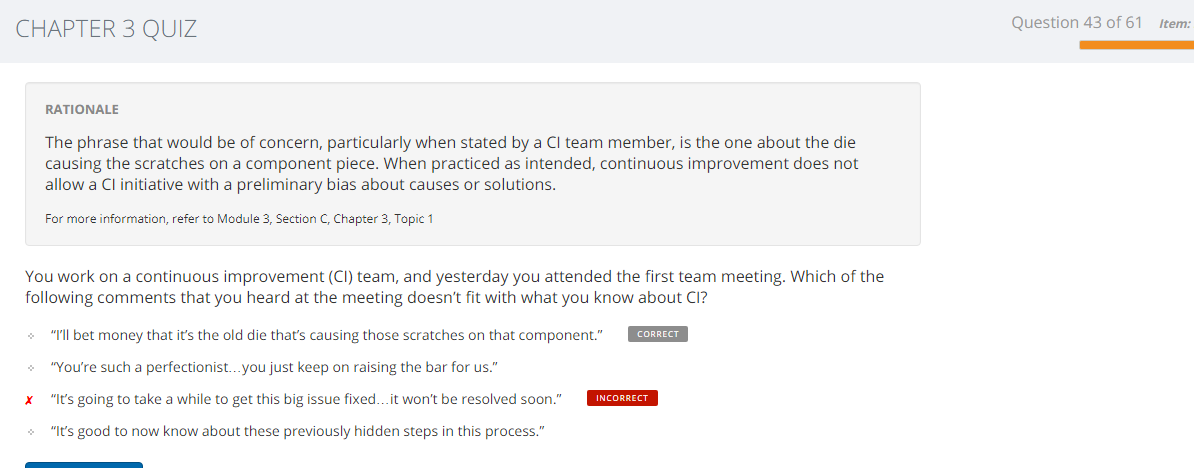 CHAPTER 3 QUIZ
Question 43 of 61 Item:
RATIONALE
The phrase that would be of concern, particularly when stated by a CI team member, is the one about the die
causing the scratches on a component piece. When practiced as intended, continuous improvement does not
allow a CI initiative with a preliminary bias about causes or solutions.
For more information, refer to Module 3, Section C, Chapter 3, Topic 1
You work on a continuous improvement (CI) team, and yesterday you attended the first team meeting. Which of the
following comments that you heard at the meeting doesn’t fit with what you know about CI?
“I’ll bet money that it’s the old die that’s causing those scratches on that component.” CORRECT
“You’re such a perfectionist…you just keep on raising the bar for us.”
✗ “It’s going to take a while to get this big issue fixed…it won’t be resolved soon.” INCORRECT
“It’s good to now know about these previously hidden steps in this process.”